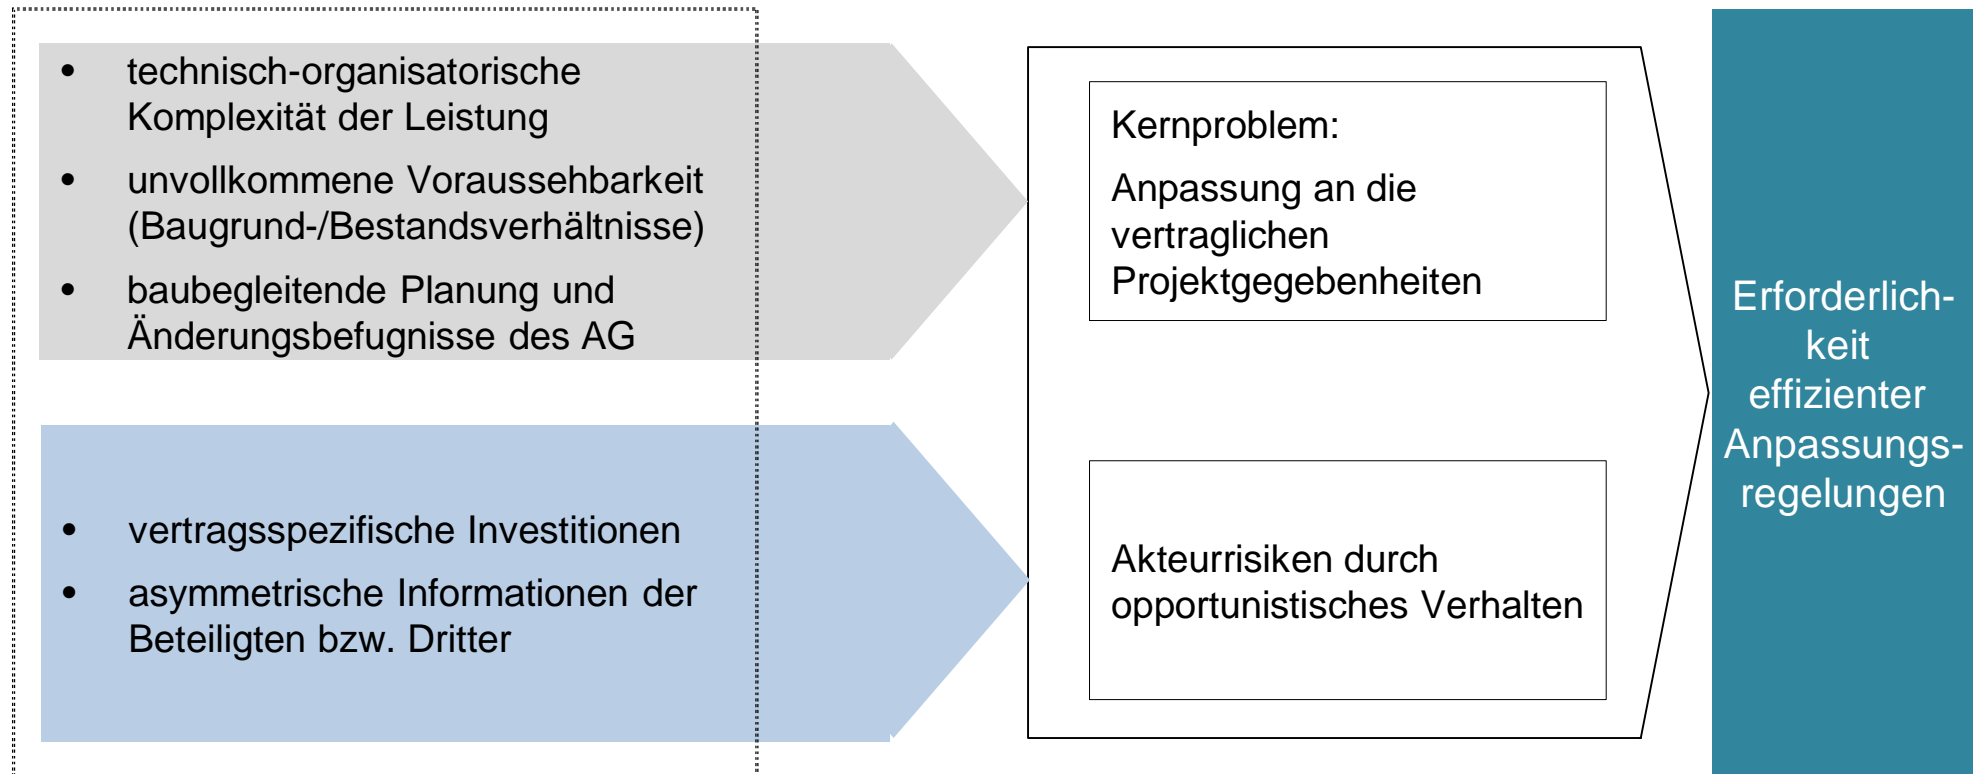 • technisch-organisatorische
Komplexität der Leistung
• unvollkommene Voraussehbarkeit
(Baugrund-/Bestandsverhältnisse)
• baubegleitende Planung und
Änderungsbefugnisse des AG
• vertragsspezifische Investitionen
• asymmetrische Informationen der
Beteiligten bzw. Dritter
Kernproblem:
Anpassung an die
vertraglichen
Projektgegebenheiten
Akteurrisiken durch
opportunistisches Verhalten
Erforderlich-
keit
effizienter
Anpassungs-
regelungen